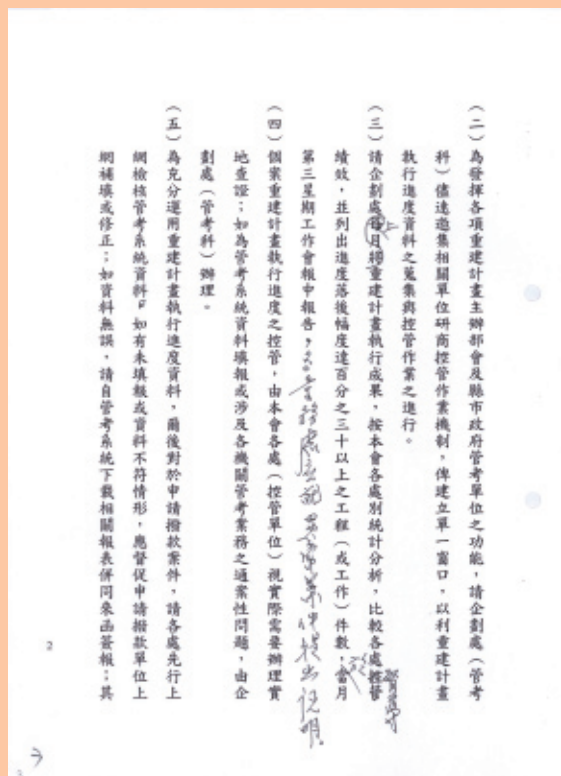 (二)為發揮各項重建計畫主辦部會及縣市政府管考單位之功能,請企劃處(管考
科)儘速邀集相關單位研商控管作業機制,俾建立單一窗口,以利重建計畫
執行進度資料之蒐集與控管作業之進行。
(三)請企劃處每月將重建計畫執行成果,按本會各處別統計分析,比較各處控管
績效,並列出進度落後幅度達百分之三十以上之工程(或工作)件數,當月
第三星期工作會報中報告,各業務處應
提出說明。
(四)個案重建計畫執行進度之控管,由本會各處(控管單位)視實際需要辦理實
地查證;如為管考系統資料填報或涉及各機關管考業務之通案性問題,由企
劃處(管考科)辦理。
(五)為充分運用重建計畫執行進度資料,爾後對於申請撥款案件,請各處先行上
網檢核管考系統資料。如有未填報或資料不符情形,應督促申請撥款單位上
網補填或修正;如資料無誤,請自管考系統下載相關報表併同來函簽報;其
2